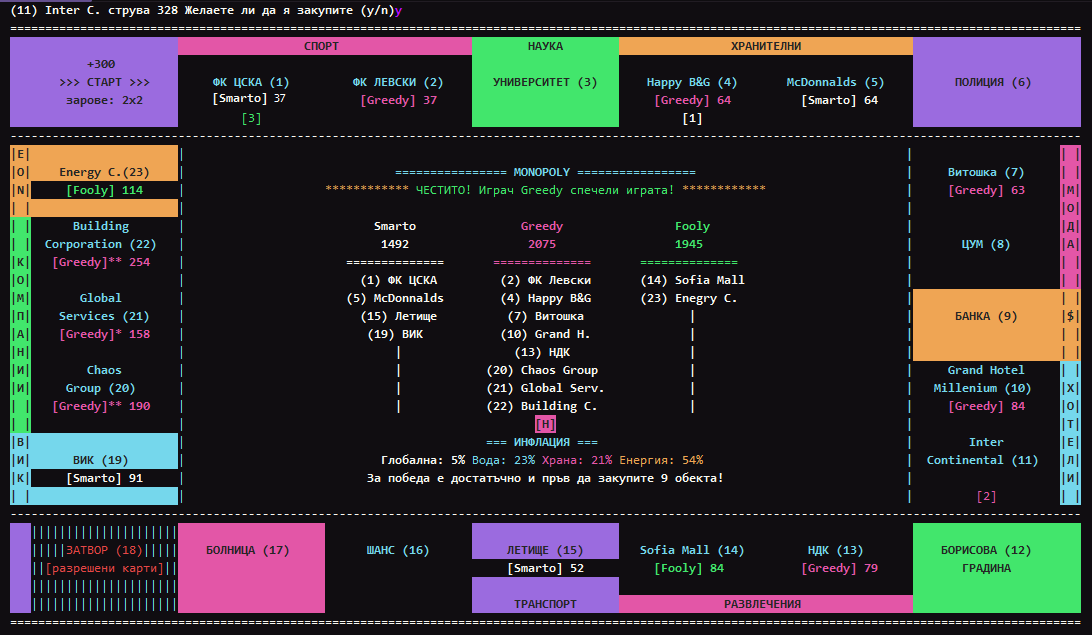 (11) Inter C. струва 328 Желаете ли да я закупите (y/n)y
СПОРТ НАУКА ХРАНИТЕЛНИ
+300
>>> СТАРТ >>> ФК ЦСКА (1) ФК ЛЕВСКИ (2) УНИВЕРСИТЕТ (3) Happy B&G (4) McDonnalds (5) ПОЛИЦИЯ (6)
зарове: 2x2 [Smarto] 37 [Greedy] 37 [Greedy] 64 [Smarto] 64
[3] [1]
ЕОN
Energy C.(23)
[Fooly] 114
КОМПАНИИ
Building
Corporation (22)
[Greedy]** 254
Global
Services (21)
[Greedy]* 158
Chaos
Group (20)
[Greedy]** 190
ВИК
ВИК (19)
[Smarto] 91
=============== MONOPOLY ================
************ ЧЕСТИТО! Играч Greedy спечели играта! ************
Smarto Greedy Fooly
1492 2075 1945
============== ============== ==============
(1) ФК ЦСКА (2) ФК Левски (14) Sofia Mall
(5) McDonnalds (4) Happy B&G (23) Enegry C.
(15) Летище (7) Витошка |
(19) ВИК (10) Grand H. |
| (13) НДК |
| (20) Chaos Group |
| (21) Global Serv. |
| (22) Building C. |
[H]
=== ИНФЛАЦИЯ ===
Глобална: 5% Вода: 23% Храна: 21% Енергия: 54%
За победа е достатъчно и пръв да закупите 9 обекта!
Витошка (7)
[Greedy] 63
ЦУМ (8)
МОДА
БАНКА (9)
$
Grand Hotel
Millenium (10)
[Greedy] 84
Inter
Continental (11)
[2]
ХОТЕЛИ
ЗАТВОР (18) БОЛНИЦА (17) ШАНС (16) ЛЕТИЩЕ (15) Sofia Mall (14) НДК (13) БОРИСОВА (12)
[разрешени карти] [Smarto] 52 [Fooly] 84 [Greedy] 79 ГРАДИНА
ТРАНСПОРТ РАЗВЛЕЧЕНИЯ